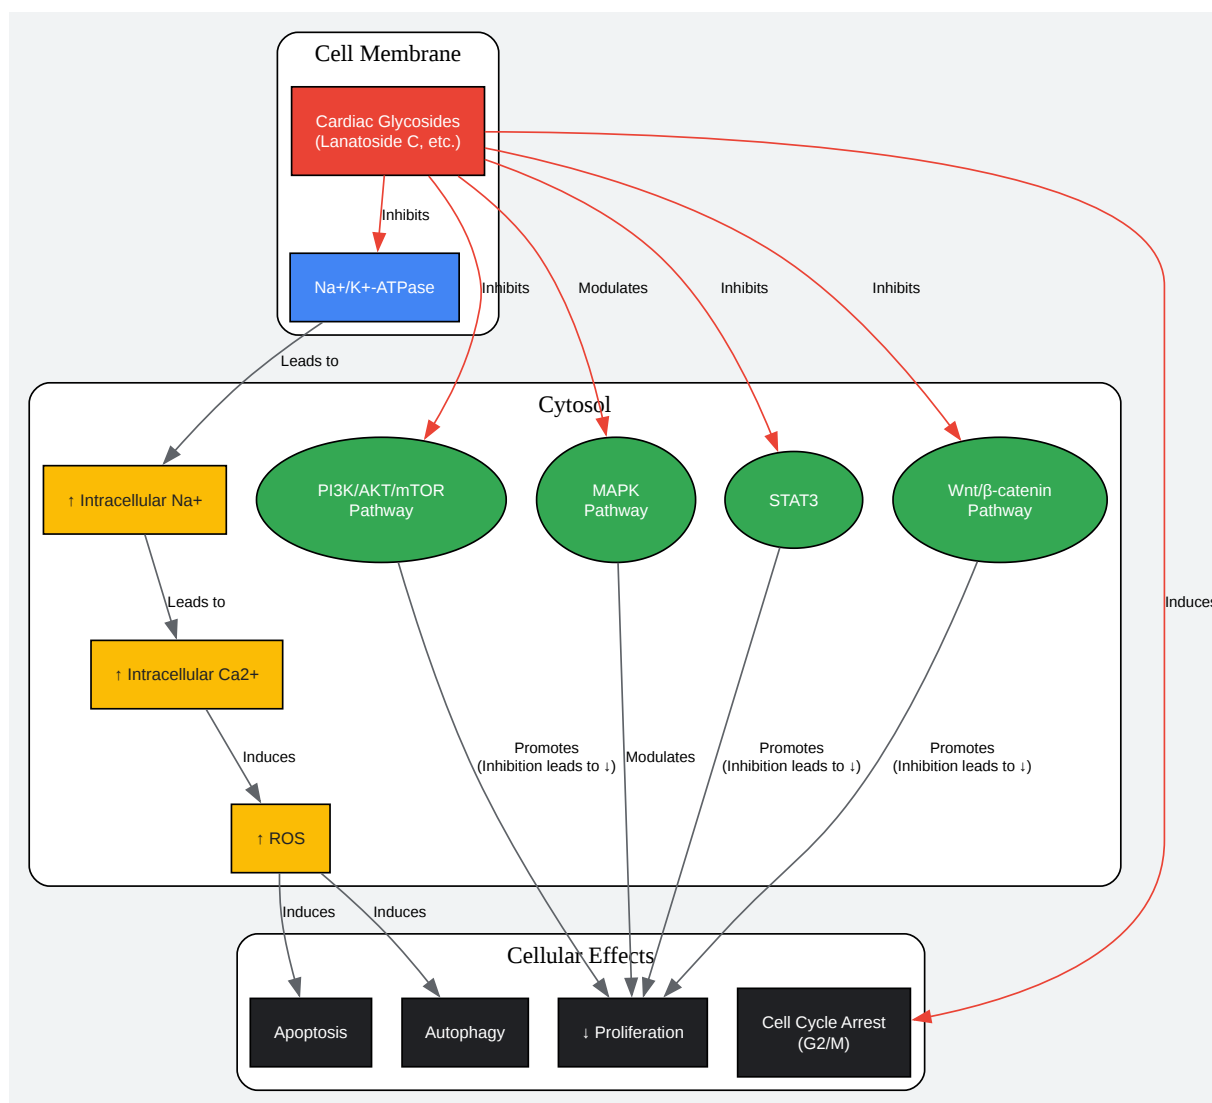 Cell Membrane
Cardiac Glycosides
(Lanatoside C, etc.)
Inhibits
Na+/K+-ATPase
Inhibits
Modulates
Inhibits
Inhibits
Leads to
Cytosol
↑ Intracellular Na+
PI3K/AKT/mTOR
Pathway
MAPK
Pathway
STAT3
Wnt/β-catenin
Pathway
Leads to
Induces
↑ Intracellular Ca2+
Induces
Promotes
(Inhibition leads to ↓)
Modulates
Promotes
(Inhibition leads to ↓)
Promotes
(Inhibition leads to ↓)
↑ ROS
Induces
Induces
Cellular Effects
Apoptosis
Autophagy
↓ Proliferation
Cell Cycle Arrest
(G2/M)